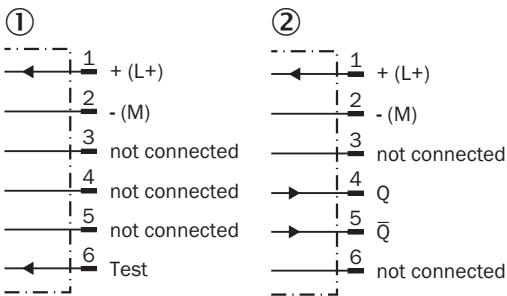 ①
1 + (L+)
2 - (M)
3 not connected
4 not connected
5 not connected
6 Test
②
1 + (L+)
2 - (M)
3 not connected
4 Q
5 Q̅
6 not connected